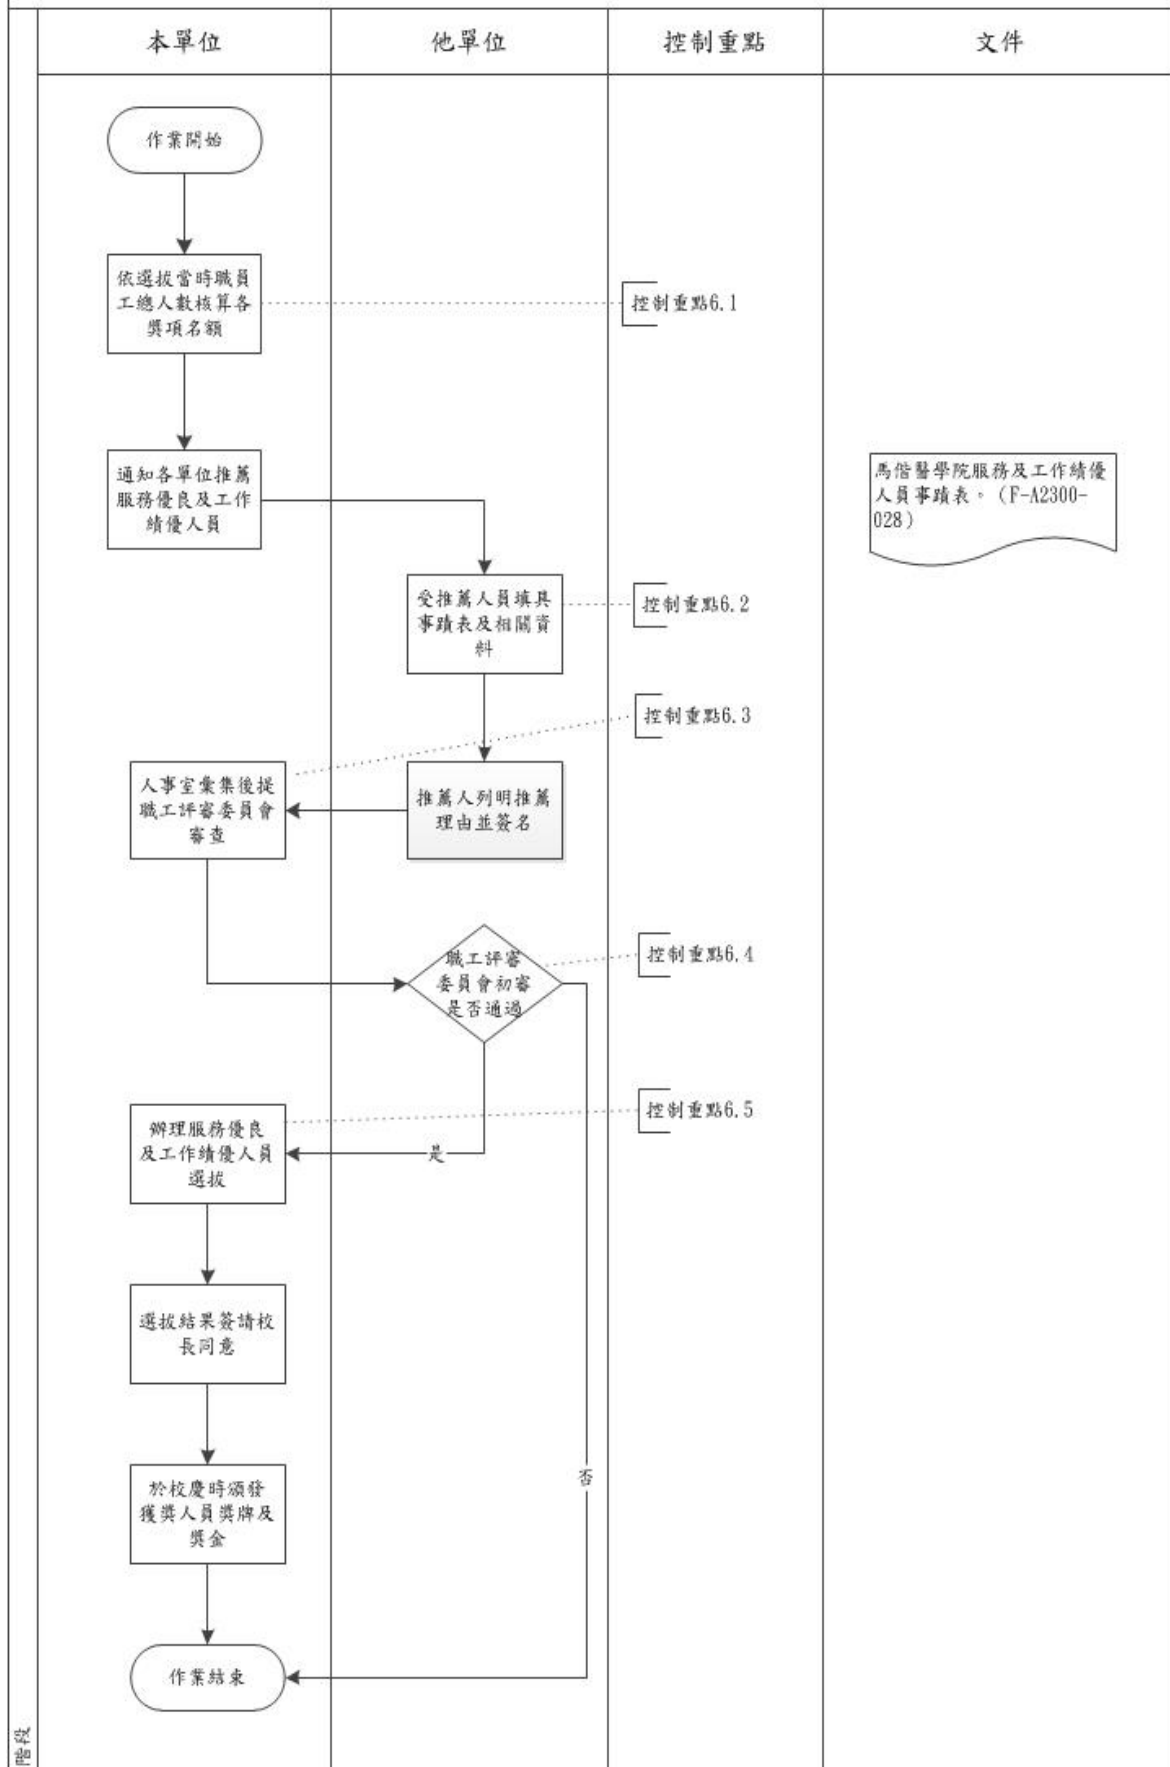 本單位
他單位
控制重點
文件
作業開始
依選拔當時職員
工總人數核算各
獎項名額
控制重點6.1
通知各單位推薦
服務優良及工作
績優人員
馬偕醫學院服務及工作績優
人員事蹟表。（F-A2300-
028）
受推薦人員填具
事蹟表及相關資
料
控制重點6.2
控制重點6.3
人事室彙集後提
職工評審委員會
審查
推薦人列明推薦
理由並簽名
職工評審
委員會初審
是否通過
控制重點6.4
控制重點6.5
辦理服務優良
及工作績優人員
選拔
是
選拔結果簽請校
長同意
否
於校慶時頒發
獲獎人員獎牌及
獎金
作業結束
階段